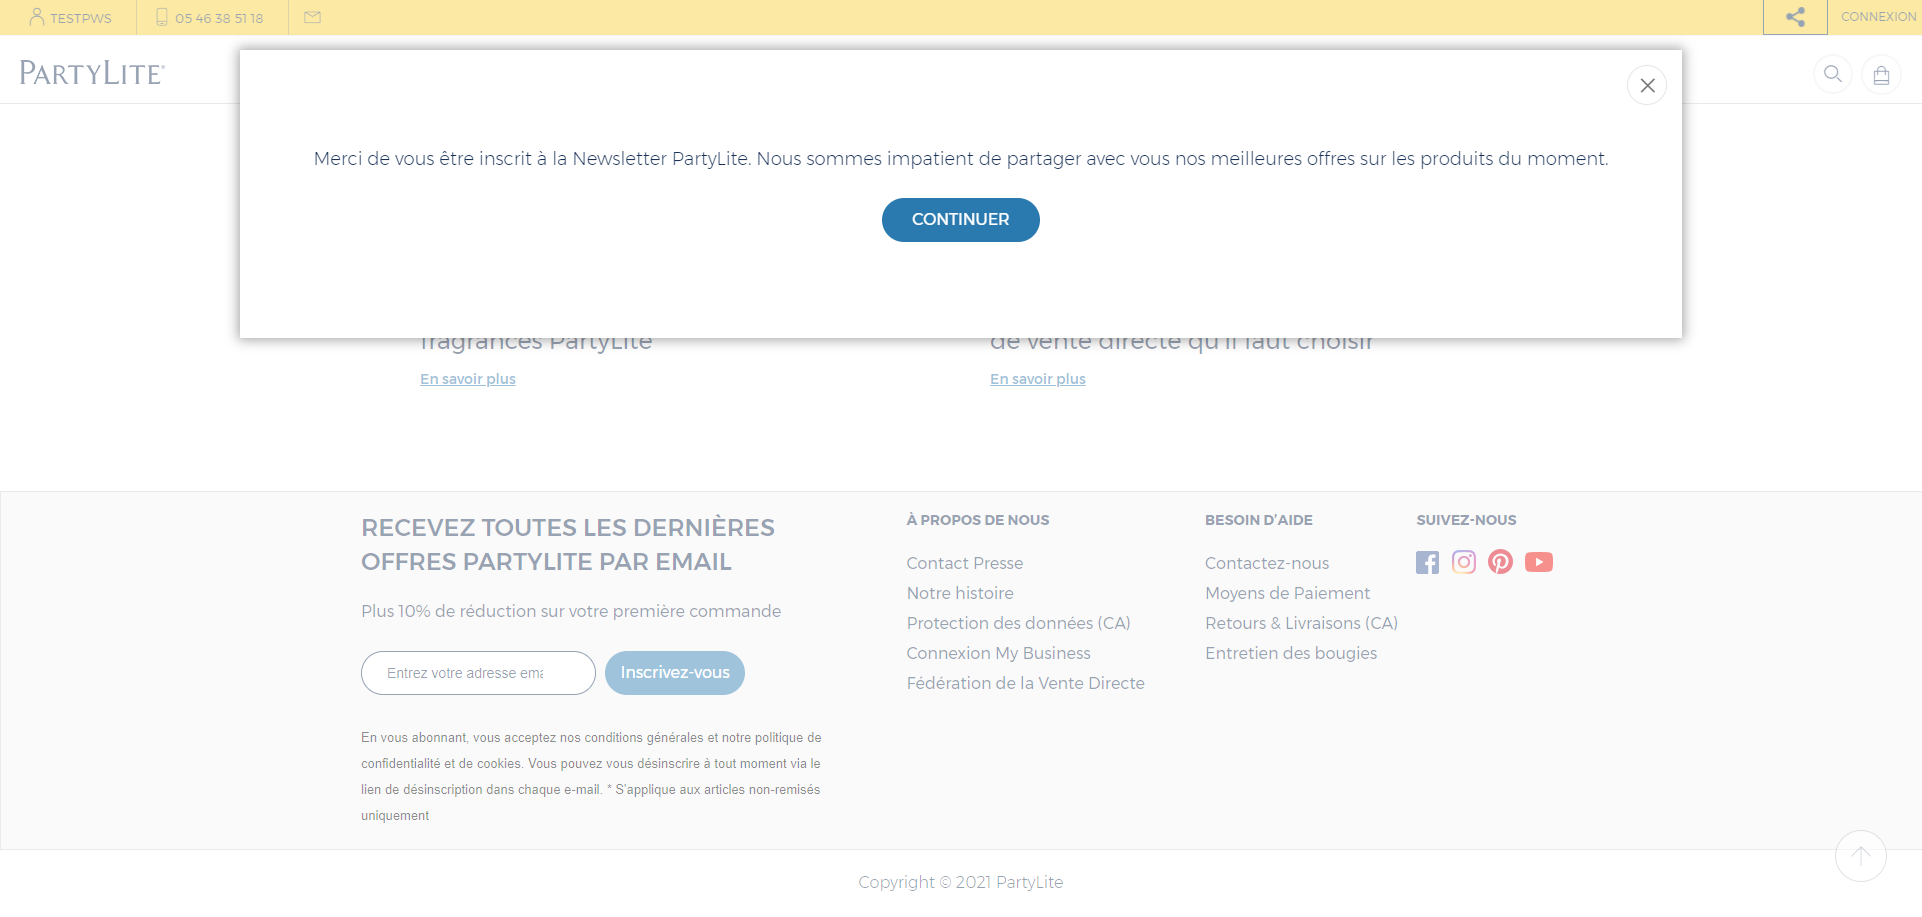 TESTPWS
05 46 38 51 18
CONNEXION
PARTYLITE®
Merci de vous être inscrit à la Newsletter PartyLite. Nous sommes impatient de partager avec vous nos meilleures offres sur les produits du moment.
CONTINUER
fragrances PartyLite
En savoir plus
de vente directe qu'il faut choisir
En savoir plus
RECEVEZ TOUTES LES DERNIÈRES
OFFRES PARTYLITE PAR EMAIL
Plus 10% de réduction sur votre première commande
Entrez votre adresse ema
Inscrivez-vous
En vous abonnant, vous acceptez nos conditions générales et notre politique de
confidentialité et de cookies. Vous pouvez vous désinscrire à tout moment via le
lien de désinscription dans chaque e-mail. * S'applique aux articles non-remisés
uniquement
À PROPOS DE NOUS
Contact Presse
Notre histoire
Protection des données (CA)
Connexion My Business
Fédération de la Vente Directe
BESOIN D'AIDE
Contactez-nous
Moyens de Paiement
Retours & Livraisons (CA)
Entretien des bougies
SUIVEZ-NOUS
Copyright © 2021 PartyLite